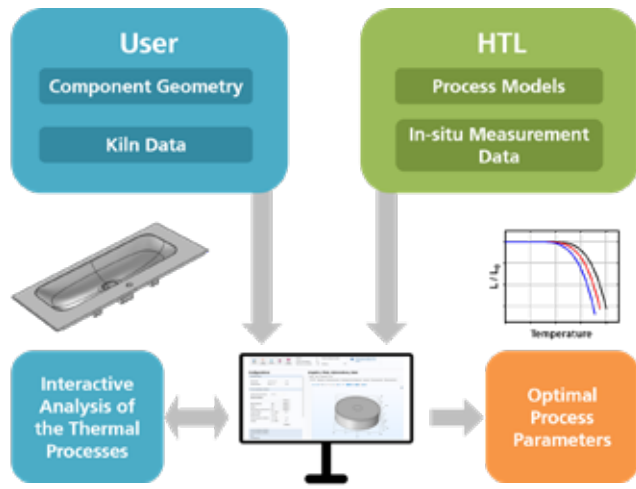 User
Component Geometry
Kiln Data
HTL
Process Models
In-situ Measurement
Data
L / L₀
Temperature
Interactive
Analysis of
the Thermal
Processes
Optimal
Process
Parameters